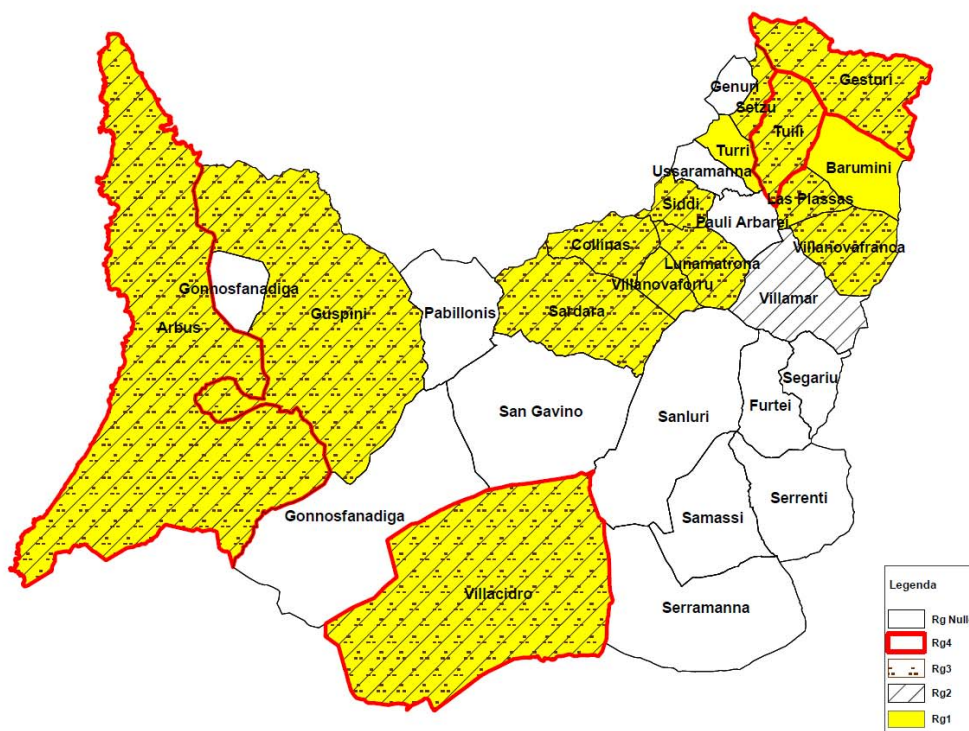 Genuri
Gesturi
Setzu
Tuili
Turri
Barumini
Ussaramanna
Las Plassas
Siddi
Pauli Arbarei
Collinas
Villanovafranca
Lunamatrona
Gonnosfanadiga
Villanovaforru
Villamar
Guspini
Pabillonis
Sardara
Arbus
Segariu
Furtei
San Gavino
Sanluri
Serrenti
Gonnosfanadiga
Samassi
Villacidro
Serramanna
Legenda
Rg Null
Rg4
Rg3
Rg2
Rg1